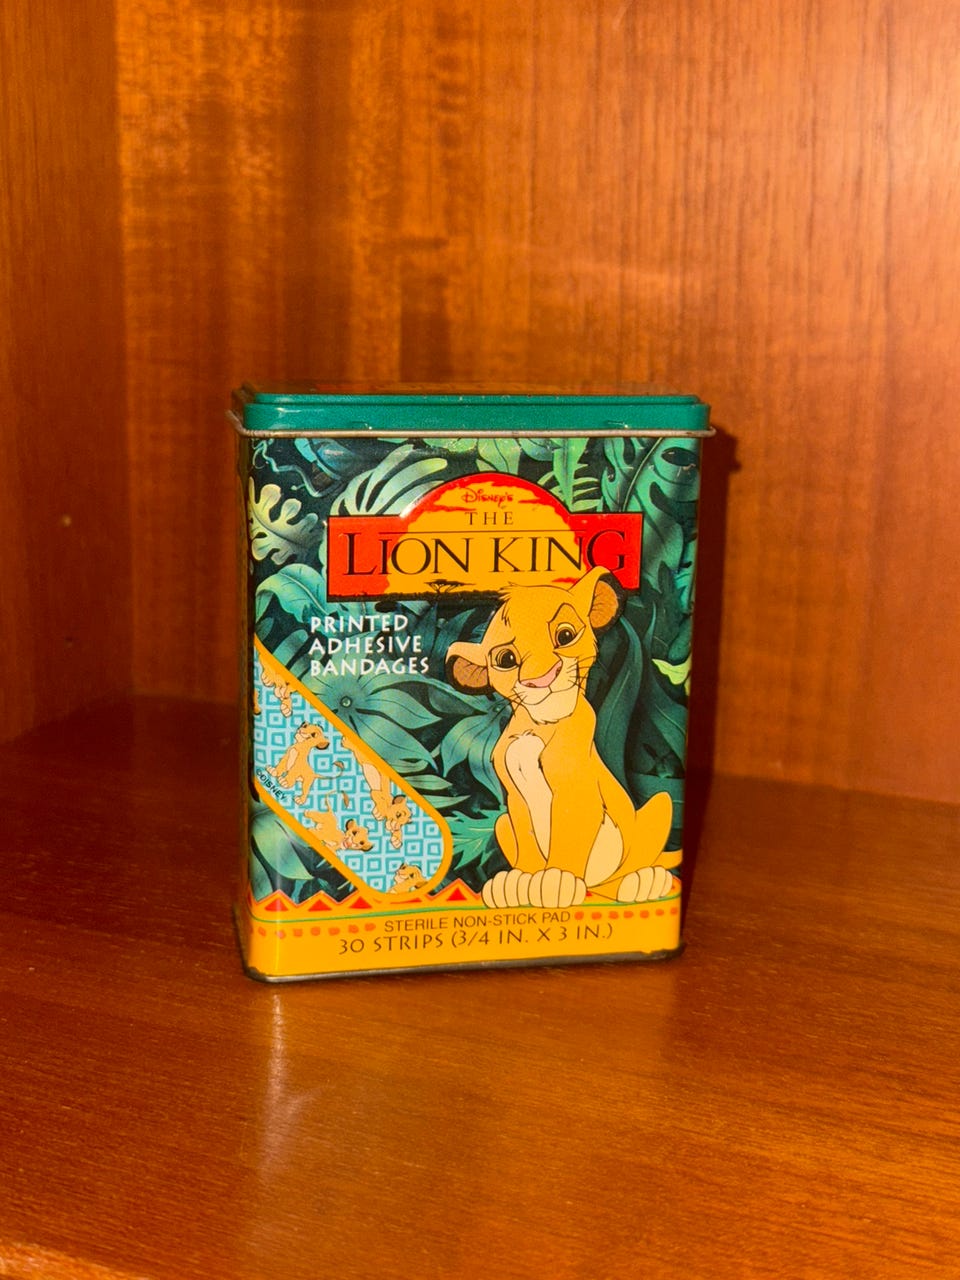 Disney's
THE
LION KING
PRINTED
ADHESIVE
BANDAGES
©DISNEY
STERILE NON-STICK PAD
30 STRIPS (3/4 IN. X 3 IN.)